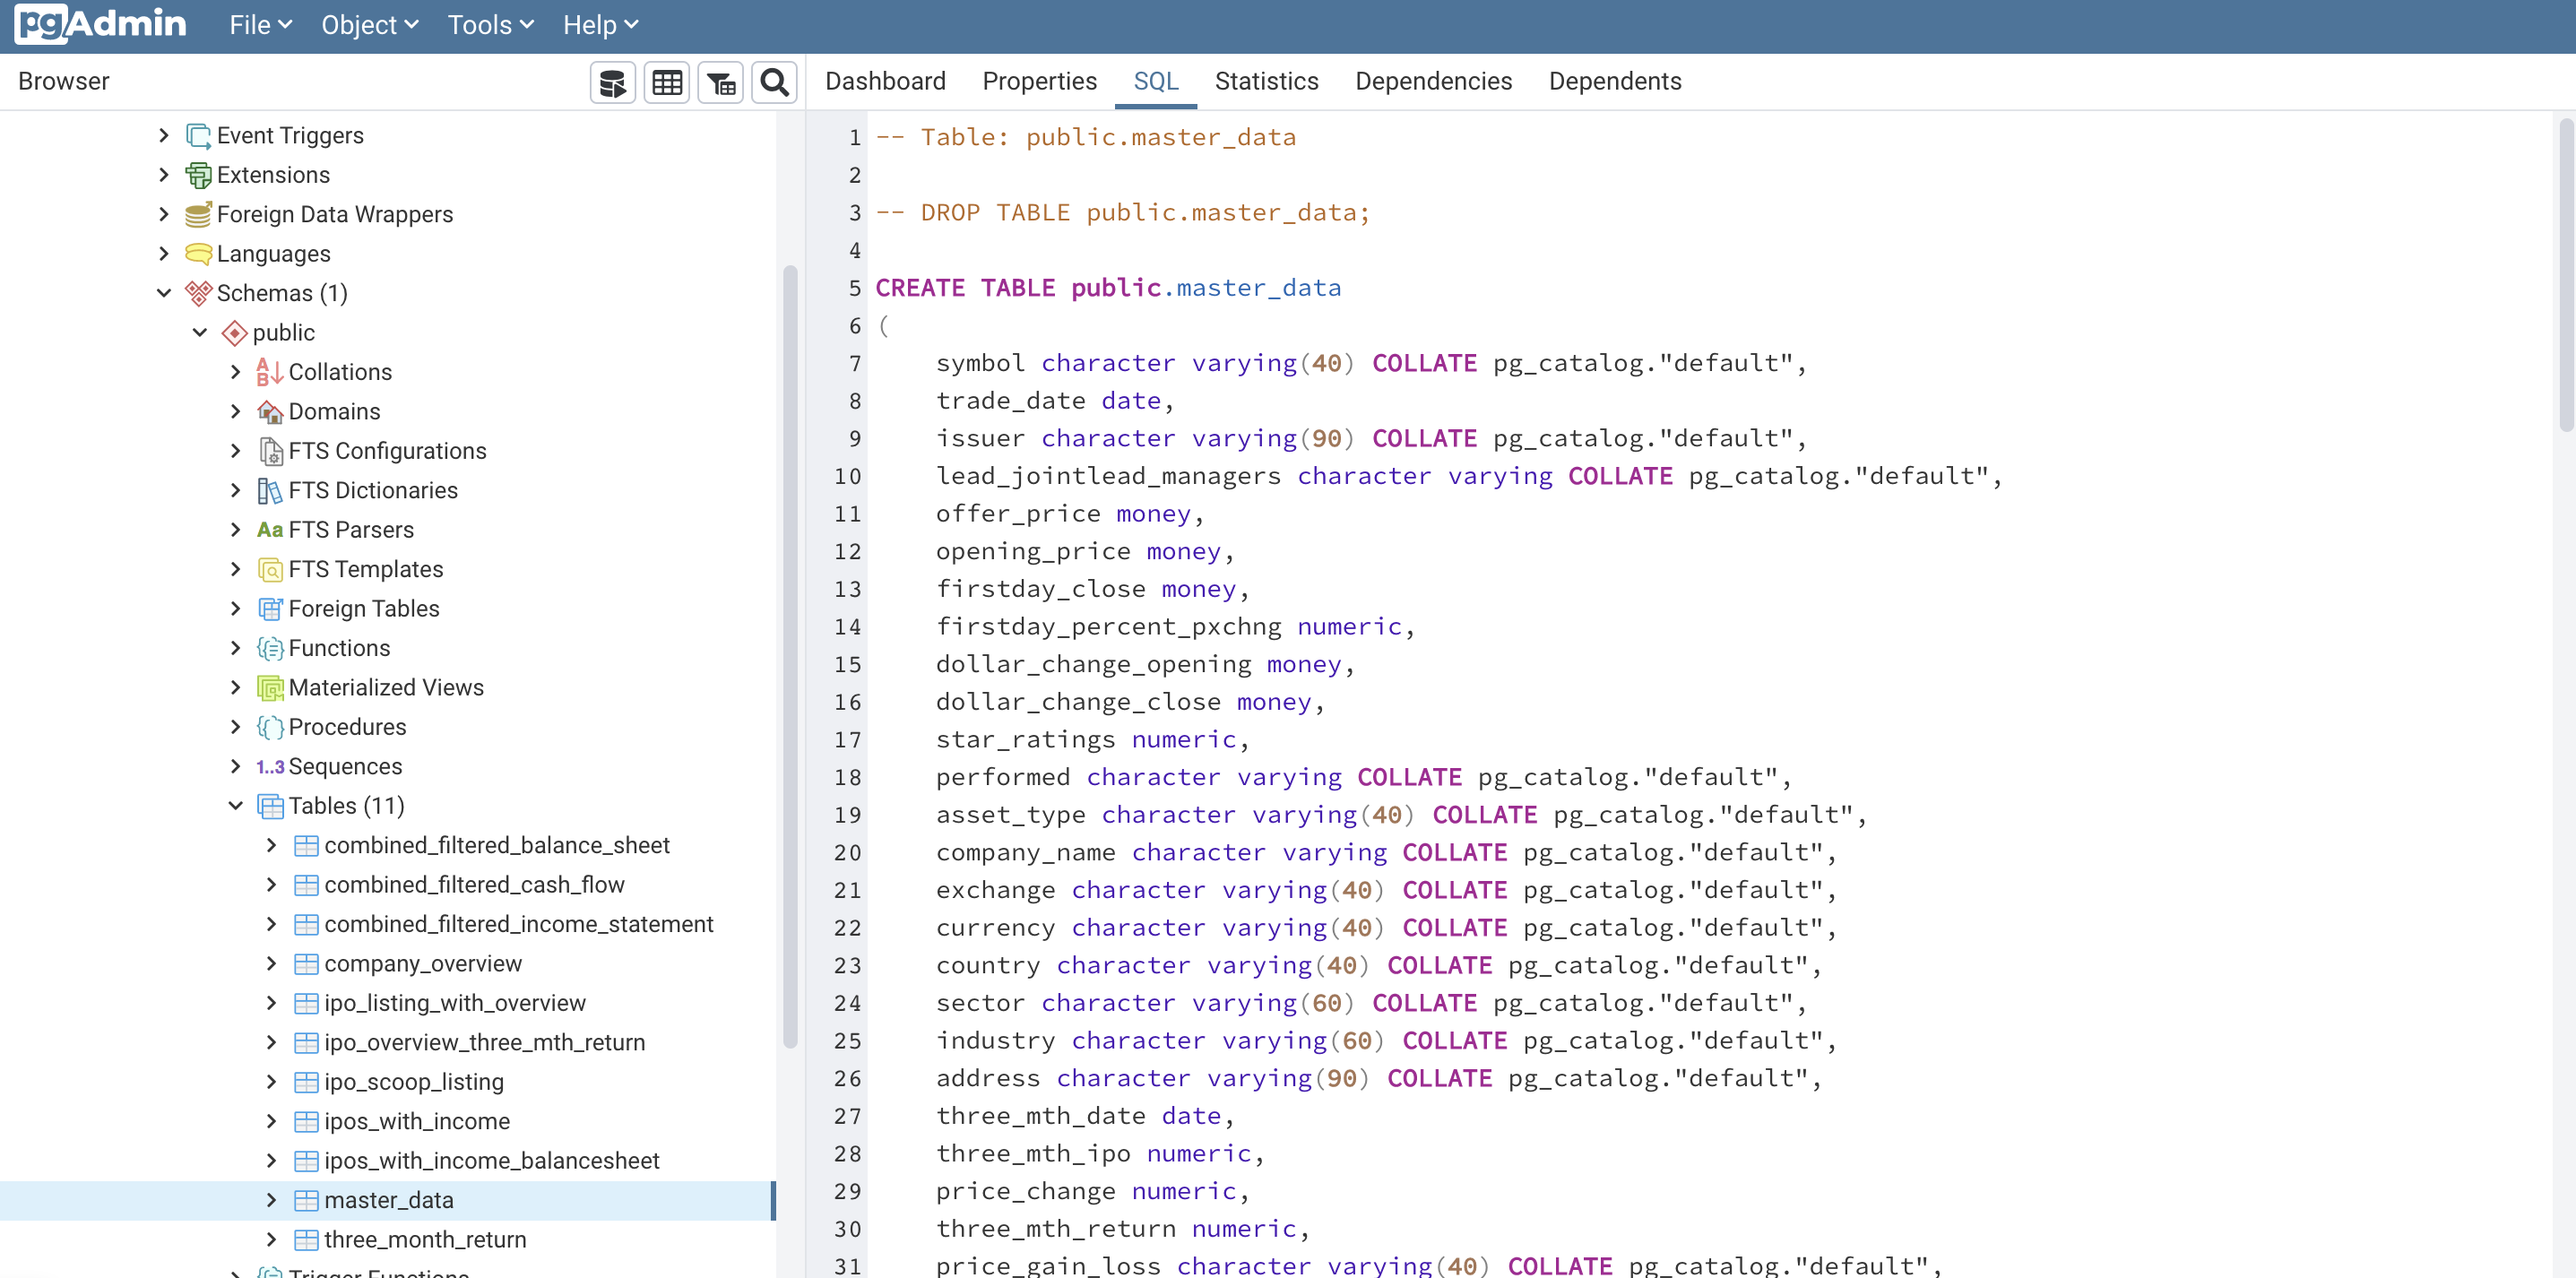 pgAdmin File Object Tools Help
Browser
Dashboard Properties SQL Statistics Dependencies Dependents
Event Triggers
Extensions
Foreign Data Wrappers
Languages
Schemas (1)
public
Collations
Domains
FTS Configurations
FTS Dictionaries
Aa FTS Parsers
FTS Templates
Foreign Tables
Functions
Materialized Views
Procedures
1..3 Sequences
Tables (11)
combined_filtered_balance_sheet
combined_filtered_cash_flow
combined_filtered_income_statement
company_overview
ipo_listing_with_overview
ipo_overview_three_mth_return
ipo_scoop_listing
ipos_with_income
ipos_with_income_balancesheet
master_data
three_month_return
Trigger Functions
1 -- Table: public.master_data
2
3 -- DROP TABLE public.master_data;
4
5 CREATE TABLE public.master_data
6 (
7 symbol character varying(40) COLLATE pg_catalog."default",
8 trade_date date,
9 issuer character varying(90) COLLATE pg_catalog."default",
10 lead_jointlead_managers character varying COLLATE pg_catalog."default",
11 offer_price money,
12 opening_price money,
13 firstday_close money,
14 firstday_percent_pxchng numeric,
15 dollar_change_opening money,
16 dollar_change_close money,
17 star_ratings numeric,
18 performed character varying COLLATE pg_catalog."default",
19 asset_type character varying(40) COLLATE pg_catalog."default",
20 company_name character varying COLLATE pg_catalog."default",
21 exchange character varying(40) COLLATE pg_catalog."default",
22 currency character varying(40) COLLATE pg_catalog."default",
23 country character varying(40) COLLATE pg_catalog."default",
24 sector character varying(60) COLLATE pg_catalog."default",
25 industry character varying(60) COLLATE pg_catalog."default",
26 address character varying(90) COLLATE pg_catalog."default",
27 three_mth_date date,
28 three_mth_ipo numeric,
29 price_change numeric,
30 three_mth_return numeric,
31 price_gain_loss character varying(40) COLLATE pg_catalog."default",